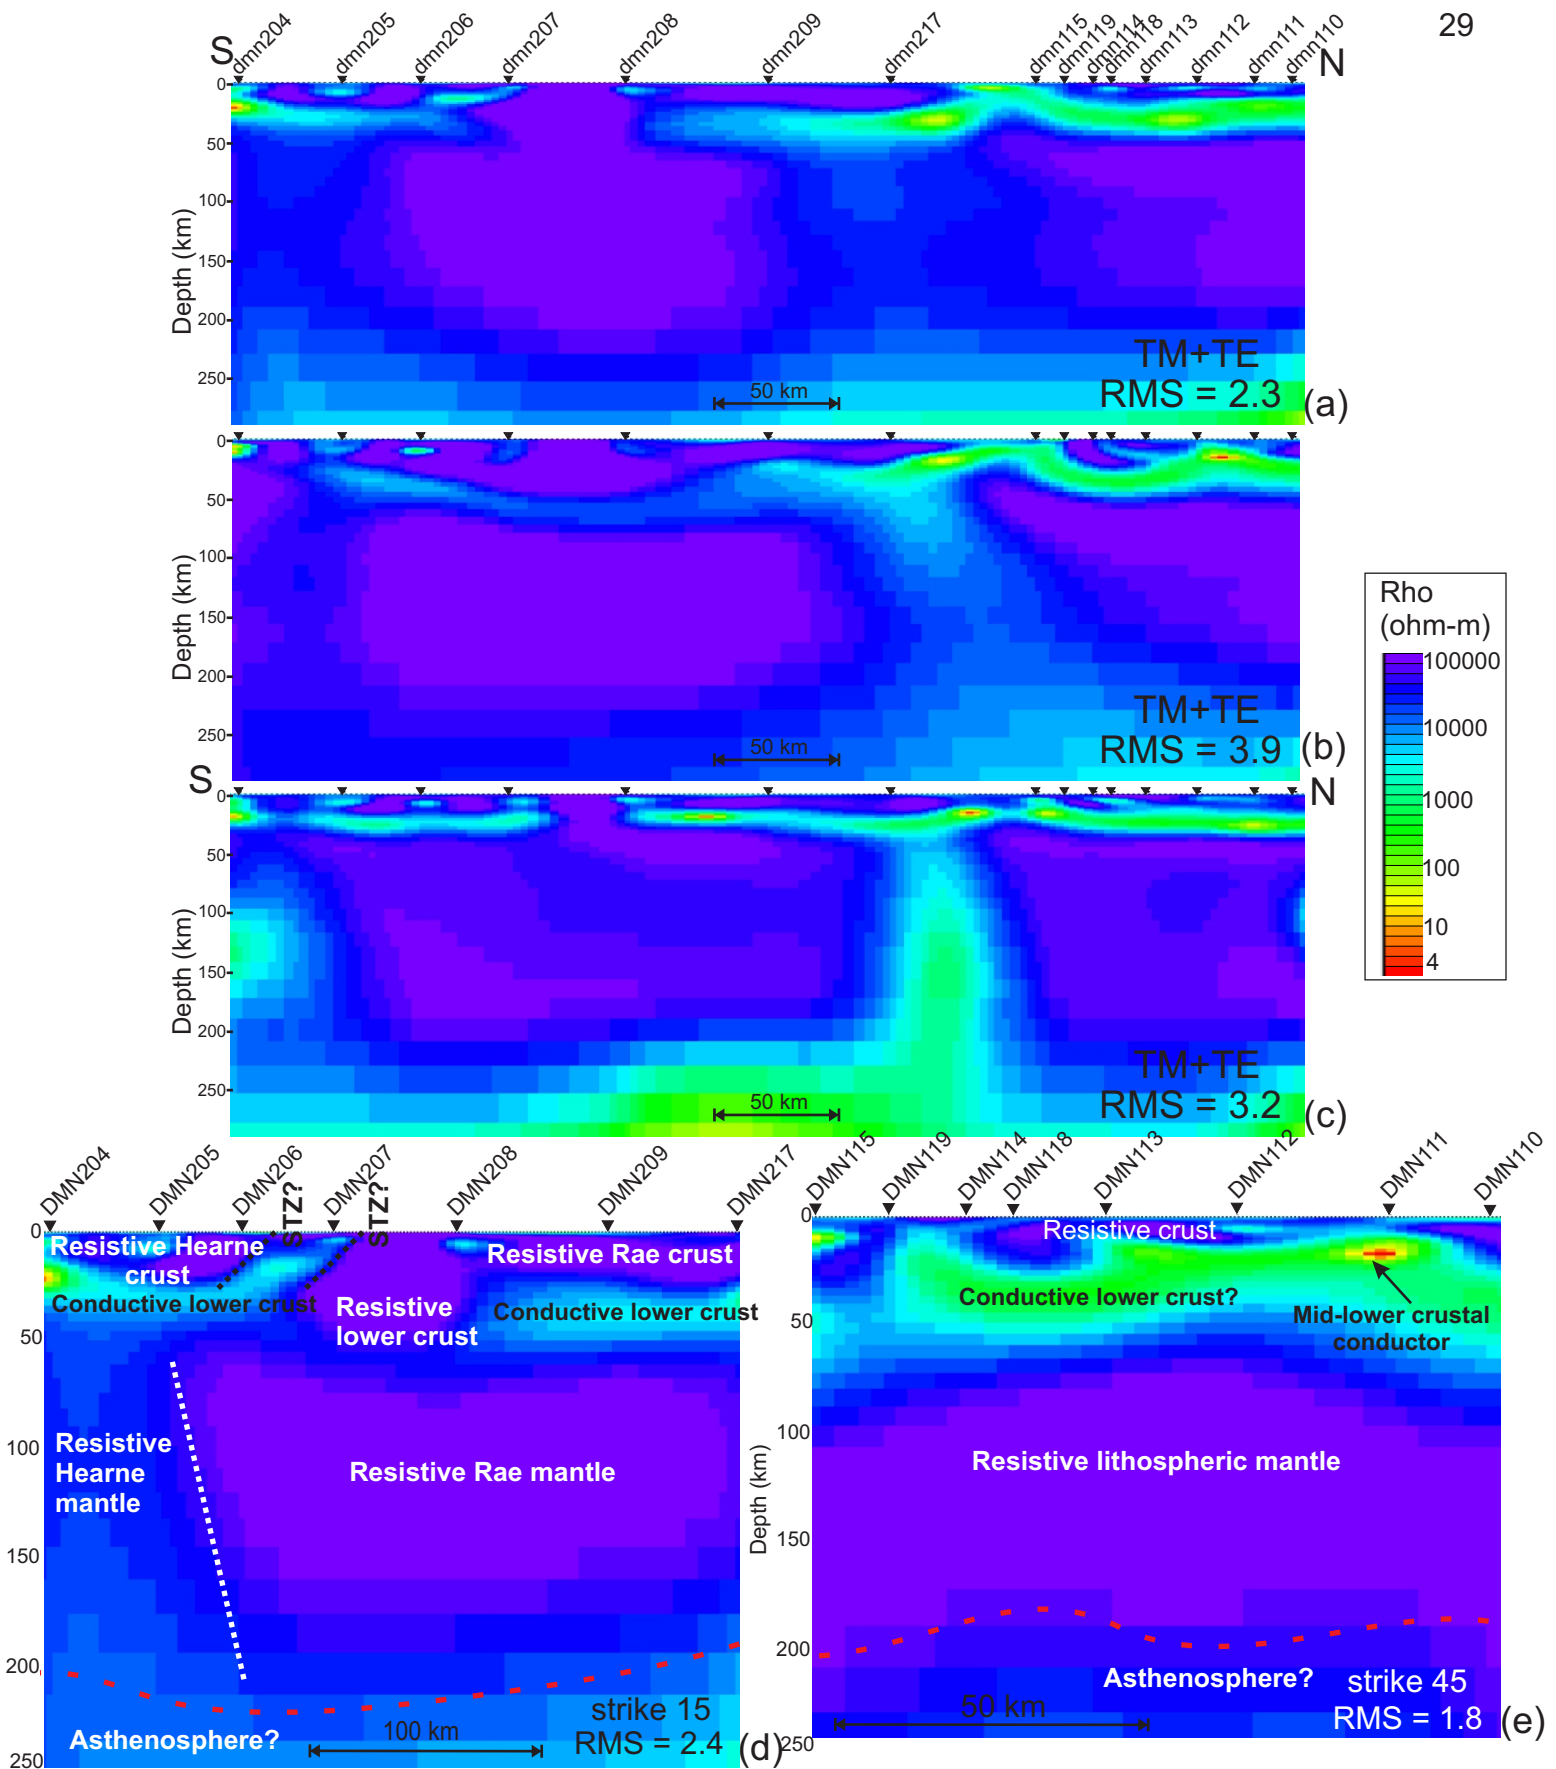 29
S
dmn204
dmn205
dmn206
dmn207
dmn208
dmn209
dmn217
dmn115
dmn119
dmn114
dmn118
dmn113
dmn112
dmn111
dmn110
N
0
50
100
150
200
250
Depth (km)
50 km
TM+TE
RMS = 2.3
(a)
0
50
100
150
200
250
Depth (km)
50 km
TM+TE
RMS = 3.9
(b)
Rho
(ohm-m)
100000
10000
1000
100
10
4
S
N
0
50
100
150
200
250
Depth (km)
50 km
TM+TE
RMS = 3.2
(c)
DMN204
DMN205
DMN206
STZ?
DMN207
STZ?
DMN208
DMN209
DMN217
0
50
100
150
200
250
Resistive Hearne
crust
Conductive lower crust
Resistive
lower crust
Resistive Rae crust
Conductive lower crust
Resistive
Hearne
mantle
Resistive Rae mantle
Asthenosphere?
100 km
strike 15
RMS = 2.4
(d)
DMN115
DMN119
DMN114
DMN118
DMN113
DMN112
DMN111
DMN110
0
50
100
150
200
250
Depth (km)
Resistive crust
Conductive lower crust?
Mid-lower crustal
conductor
Resistive lithospheric mantle
Asthenosphere?
50 km
strike 45
RMS = 1.8
(e)